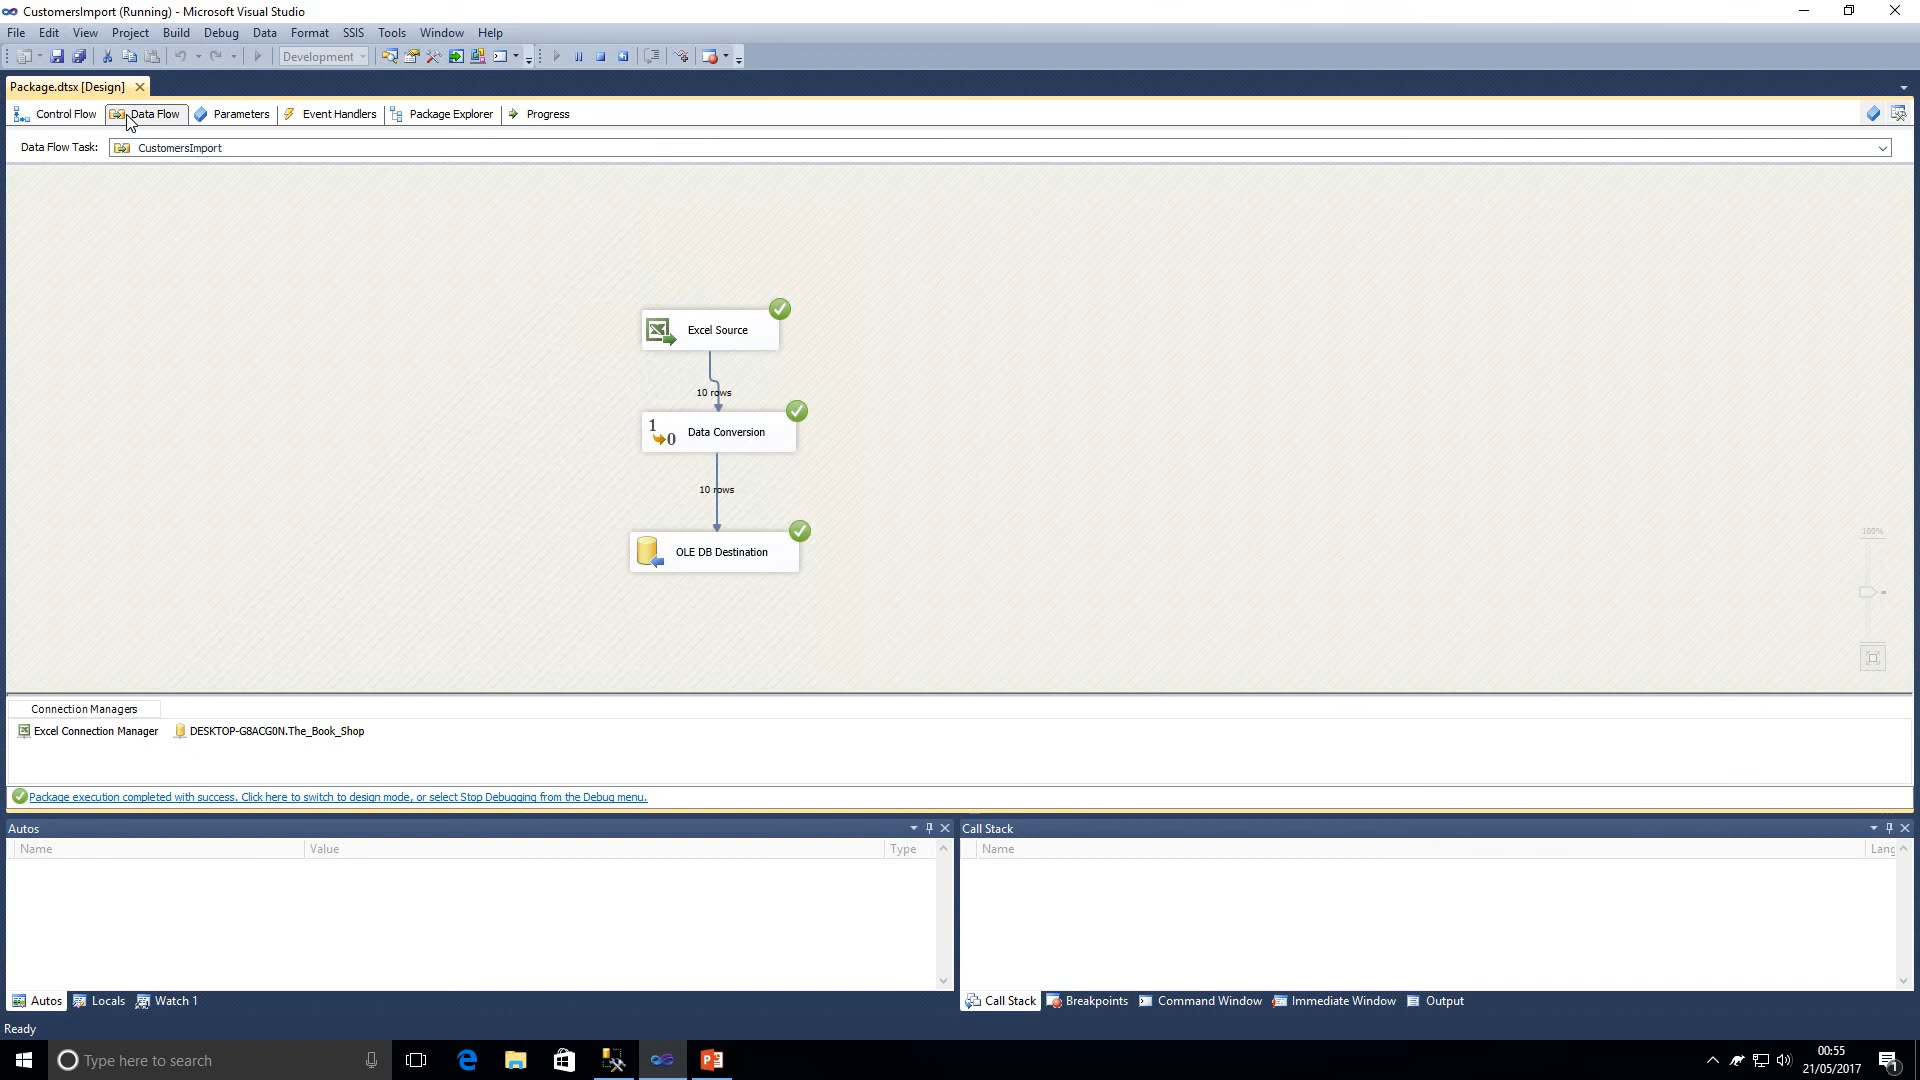 CustomersImport (Running) - Microsoft Visual Studio
File Edit View Project Build Debug Data Format SSIS Tools Window Help
Development
Package.dtsx [Design]
Control Flow Data Flow Parameters Event Handlers Package Explorer Progress
Data Flow Task: CustomersImport
Excel Source
10 rows
1 0 Data Conversion
10 rows
OLE DB Destination
100%
Connection Managers
Excel Connection Manager DESKTOP-G8ACG0N.The_Book_Shop
Package execution completed with success. Click here to switch to design mode, or select Stop Debugging from the Debug menu.
Autos
Name Value Type
Call Stack
Name Lang
Autos Locals Watch 1
Call Stack Breakpoints Command Window Immediate Window Output
Ready
Type here to search
00:55
21/05/2017
1